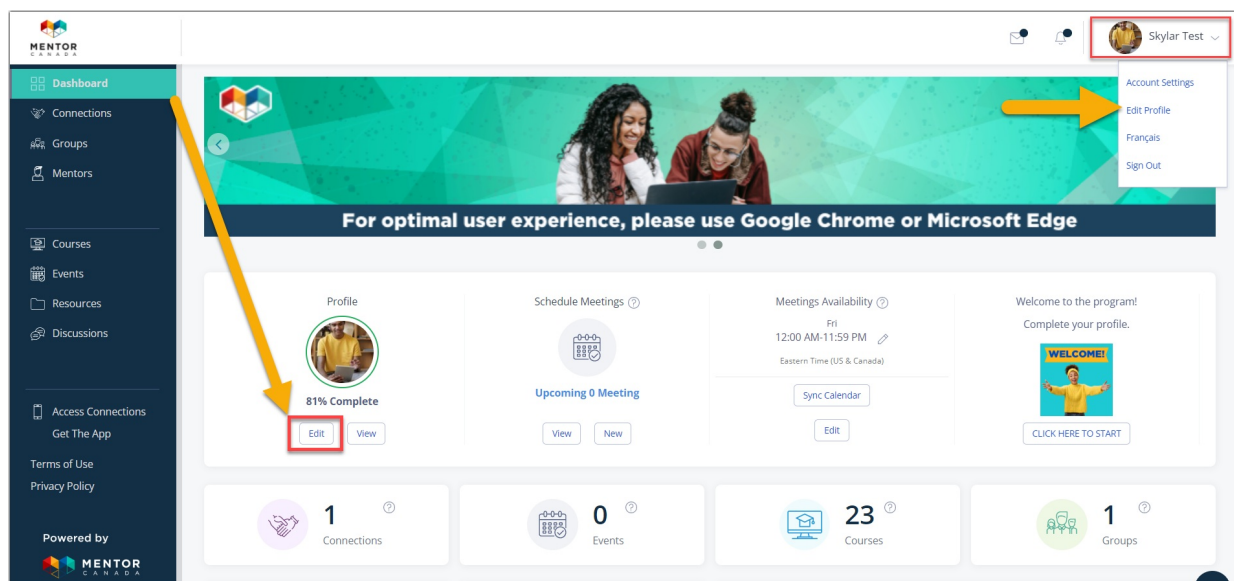 MENTOR
CANADA
Skylar Test
Account Settings
Edit Profile
Français
Sign Out
Dashboard
Connections
Groups
Mentors
Courses
Events
Resources
Discussions
Access Connections
Get The App
Terms of Use
Privacy Policy
Powered by
MENTOR
CANADA
For optimal user experience, please use Google Chrome or Microsoft Edge
Profile
81% Complete
Edit View
Schedule Meetings ?
Upcoming 0 Meeting
View New
Meetings Availability ?
Fri
12:00 AM-11:59 PM
Eastern Time (US & Canada)
Sync Calendar
Edit
Welcome to the program!
Complete your profile.
WELCOME!
CLICK HERE TO START
1 ?
Connections
0 ?
Events
23 ?
Courses
1 ?
Groups